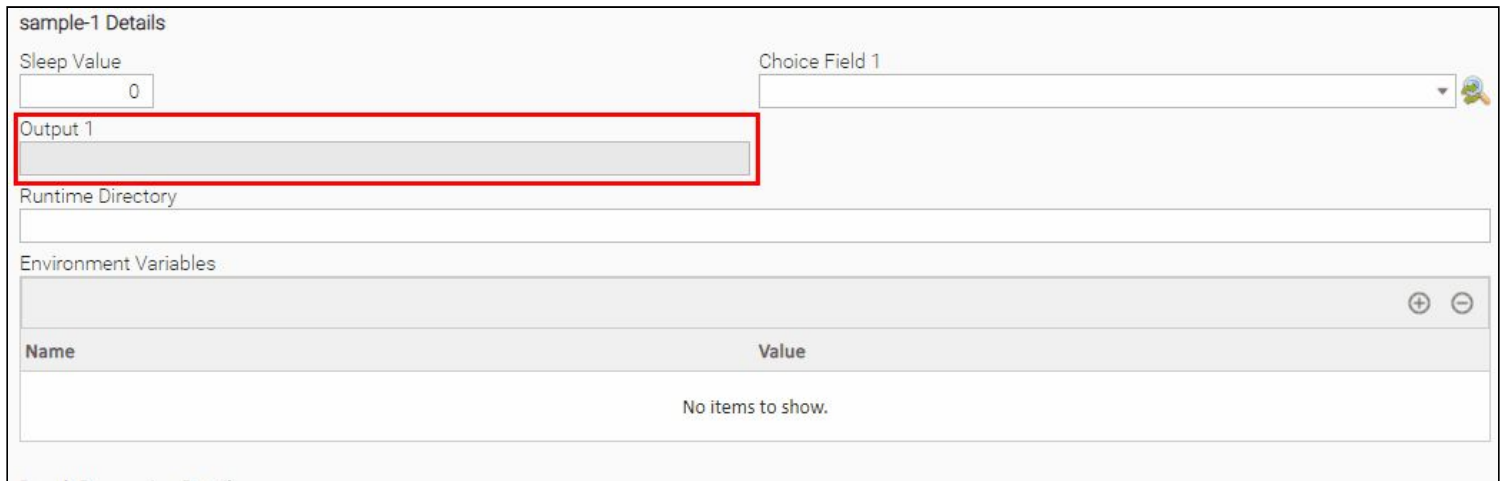 sample-1 Details
Sleep Value
Choice Field 1
0
Output 1
Runtime Directory
Environment Variables
Name Value
No items to show.